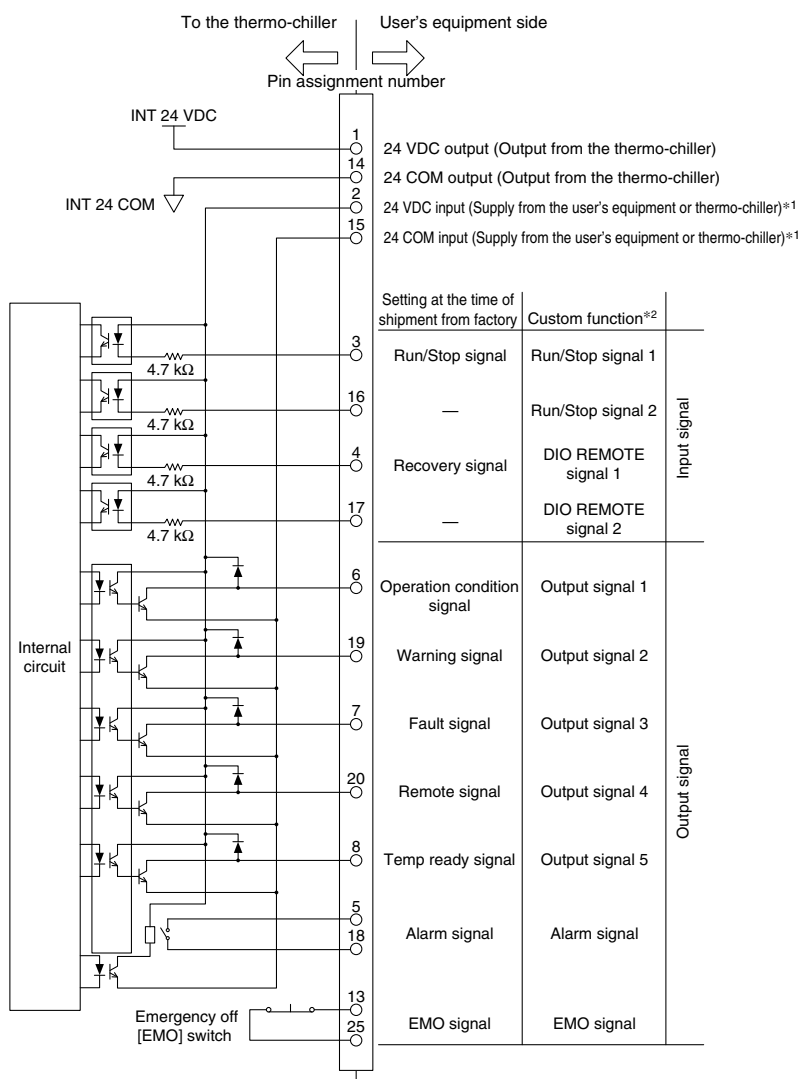 To the thermo-chiller
User's equipment side
Pin assignment number
INT 24 VDC
1
24 VDC output (Output from the thermo-chiller)
14
24 COM output (Output from the thermo-chiller)
INT 24 COM
2
24 VDC input (Supply from the user's equipment or thermo-chiller)*1
15
24 COM input (Supply from the user's equipment or thermo-chiller)*1
Setting at the time of
shipment from factory
Custom function*2
3
4.7 kΩ
Run/Stop signal
Run/Stop signal 1
16
4.7 kΩ
—
Run/Stop signal 2
4
4.7 kΩ
Recovery signal
DIO REMOTE
signal 1
17
4.7 kΩ
—
DIO REMOTE
signal 2
Input signal
6
Operation condition
signal
Output signal 1
Internal
circuit
19
Warning signal
Output signal 2
7
Fault signal
Output signal 3
20
Remote signal
Output signal 4
8
Temp ready signal
Output signal 5
5
18
Alarm signal
Alarm signal
Output signal
Emergency off
[EMO] switch
13
25
EMO signal
EMO signal